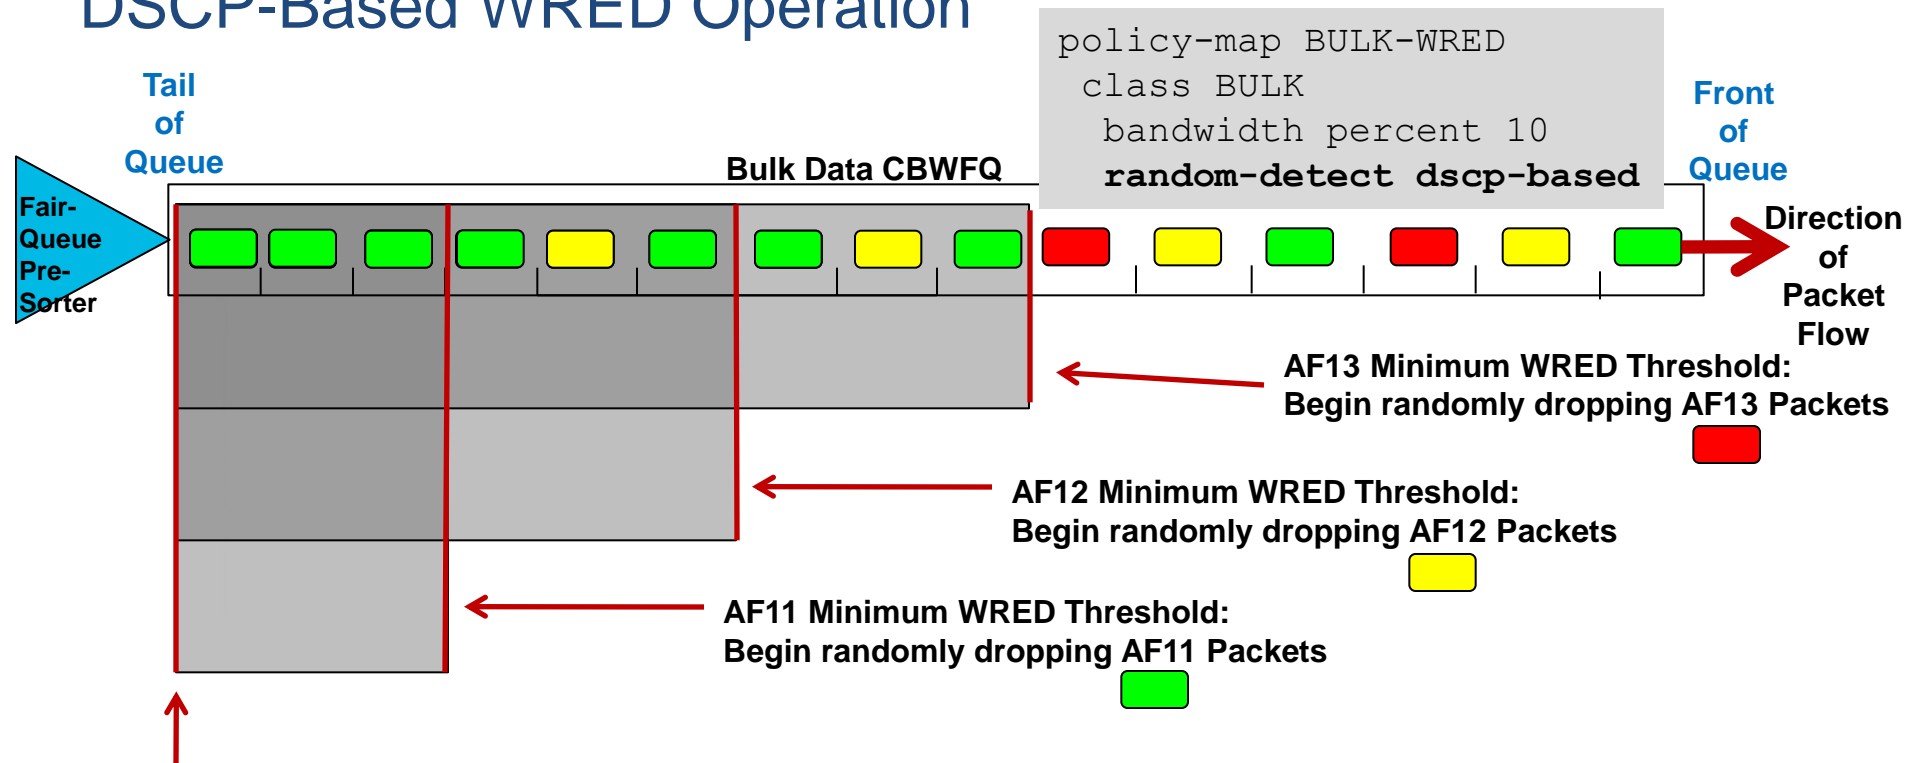 DSCP-Based WRED Operation
policy-map BULK-WRED
class BULK
bandwidth percent 10
random-detect dscp-based
Tail
of
Queue
Front
of
Queue
Bulk Data CBWFQ
Fair-
Queue
Pre-
Sorter
Direction
of
Packet
Flow
AF13 Minimum WRED Threshold:
Begin randomly dropping AF13 Packets
AF12 Minimum WRED Threshold:
Begin randomly dropping AF12 Packets
AF11 Minimum WRED Threshold:
Begin randomly dropping AF11 Packets